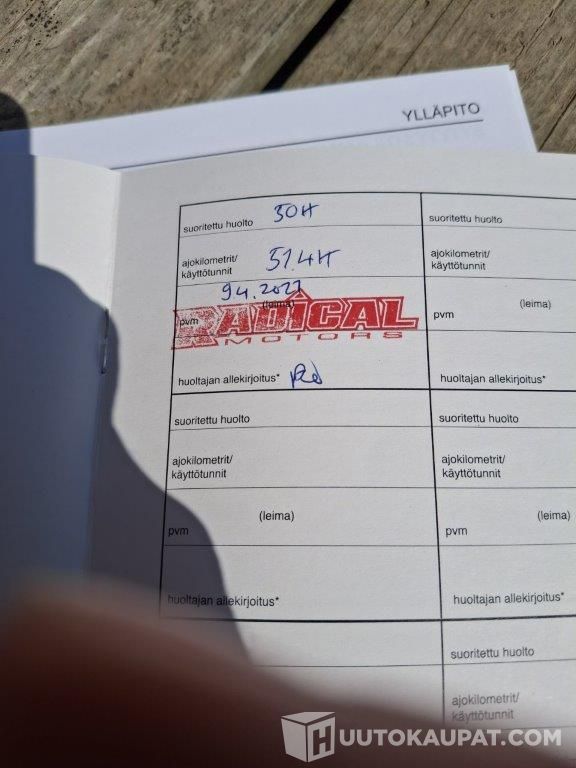 YLLÄPITO
suoritettu huolto 50H
suoritettu huolto
ajokilometrit/
käyttötunnit 51.4H
ajokilometrit/
käyttötunnit
9.4.2021
(leima)
pvm
(leima)
pvm
RADICAL
MOTORS
huoltajan allekirjoitus*
huoltajan allekirjoitus*
suoritettu huolto
suoritettu huolto
ajokilometrit/
käyttötunnit
ajokilometrit/
käyttötunnit
(leima)
pvm
(leima)
pvm
huoltajan allekirjoitus*
huoltajan allekirjoitus*
suoritettu huolto
ajokilometrit/
käyttötunnit
HUUTOKAUPAT.COM